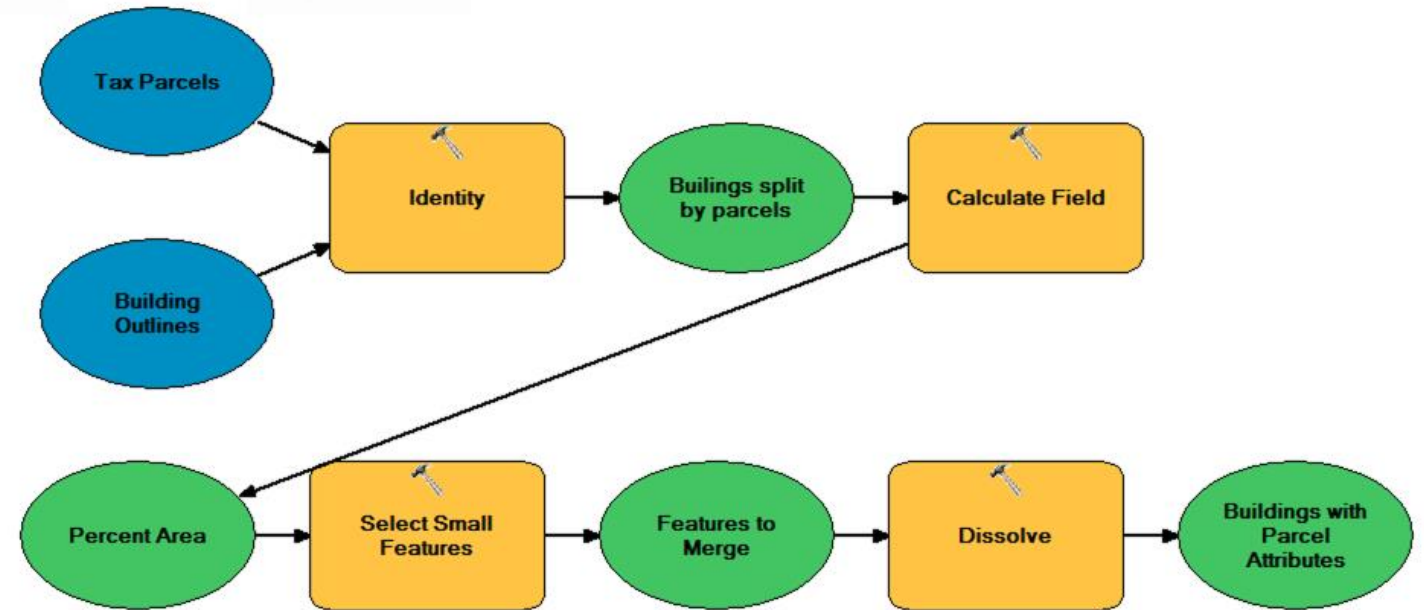 Tax Parcels
Identity
Builings split
by parcels
Calculate Field
Building
Outlines
Percent Area
Select Small
Features
Features to
Merge
Dissolve
Buildings with
Parcel
Attributes